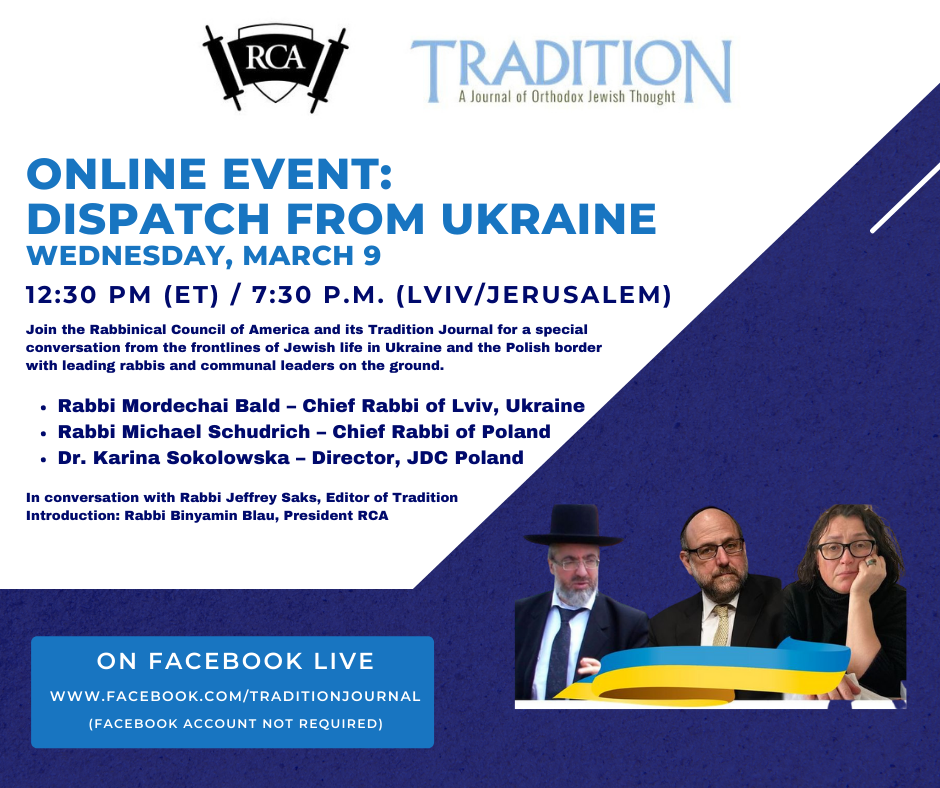 RCA
TRADITION
A Journal of Orthodox Jewish Thought
ONLINE EVENT:
DISPATCH FROM UKRAINE
WEDNESDAY, MARCH 9
12:30 PM (ET) / 7:30 P.M. (LVIV/JERUSALEM)
Join the Rabbinical Council of America and its Tradition Journal for a special
conversation from the frontlines of Jewish life in Ukraine and the Polish border
with leading rabbis and communal leaders on the ground.
• Rabbi Mordechai Bald – Chief Rabbi of Lviv, Ukraine
• Rabbi Michael Schudrich – Chief Rabbi of Poland
• Dr. Karina Sokolowska – Director, JDC Poland
In conversation with Rabbi Jeffrey Saks, Editor of Tradition
Introduction: Rabbi Binyamin Blau, President RCA
ON FACEBOOK LIVE
WWW.FACEBOOK.COM/TRADITIONJOURNAL
(FACEBOOK ACCOUNT NOT REQUIRED)